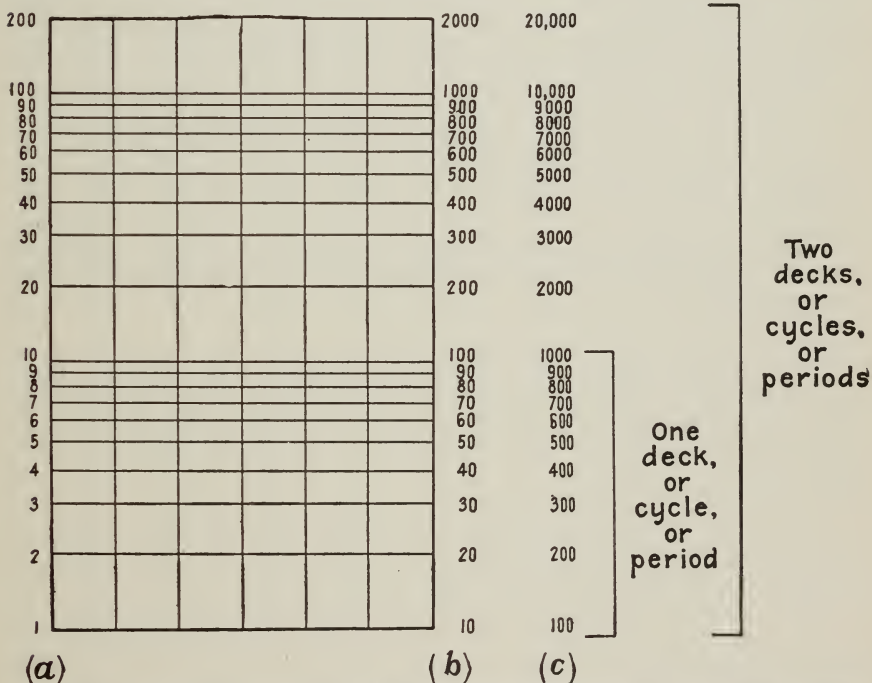 200 2000 20,000
100 1000 10,000
90 900 9000
80 800 8000
70 700 7000
60 600 6000
50 500 5000
40 400 4000
30 300 3000
20 200 2000
10 100 1000
9 90 900
8 80 800
7 70 700
6 60 600
5 50 500
4 40 400
3 30 300
2 20 200
1 10 100
(a) (b) (c)
One
deck,
or
cycle,
or
period
Two
decks,
or
cycles,
or
periods